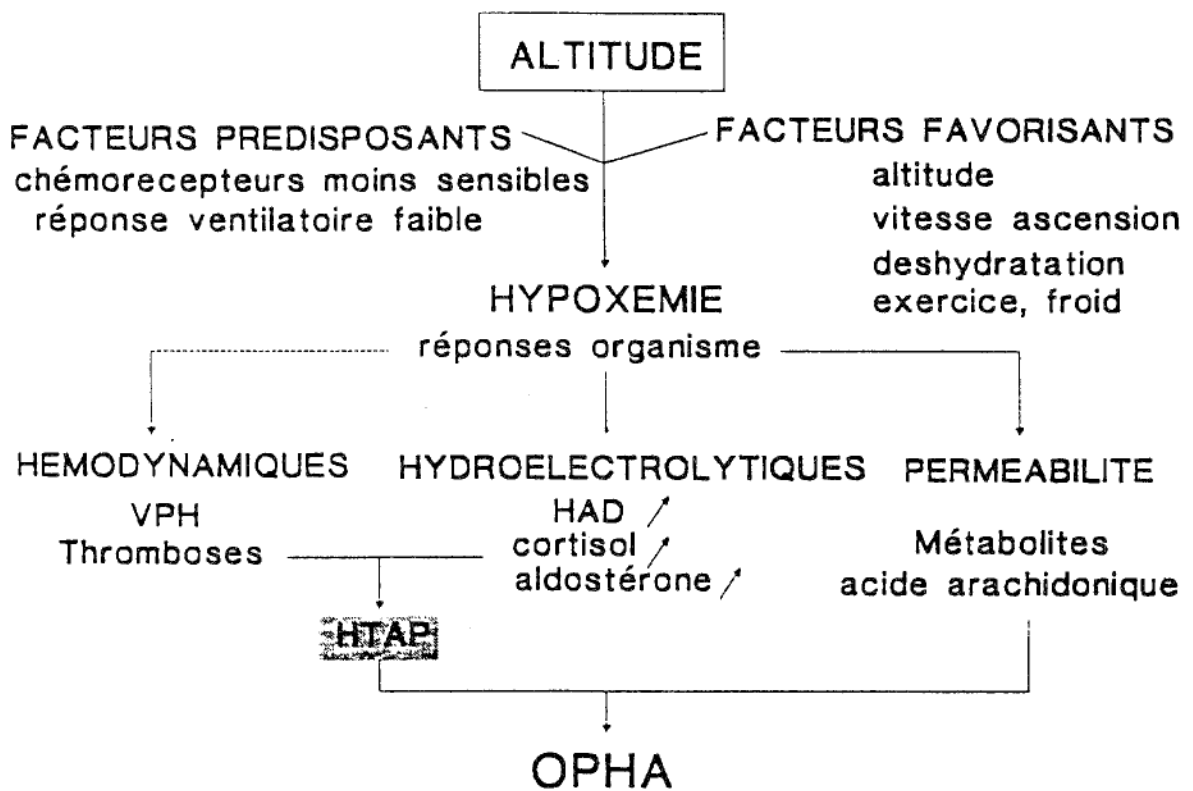 ALTITUDE
FACTEURS PREDISPOSANTS
chémorecepteurs moins sensibles
réponse ventilatoire faible
FACTEURS FAVORISANTS
altitude
vitesse ascension
deshydratation
exercice, froid
HYPOXEMIE
réponses organisme
HEMODYNAMIQUES
VPH
Thromboses
HYDROELECTROLYTIQUES
HAD
cortisol
aldostérone
PERMEABILITE
Métabolites
acide arachidonique
HTAP
OPHA